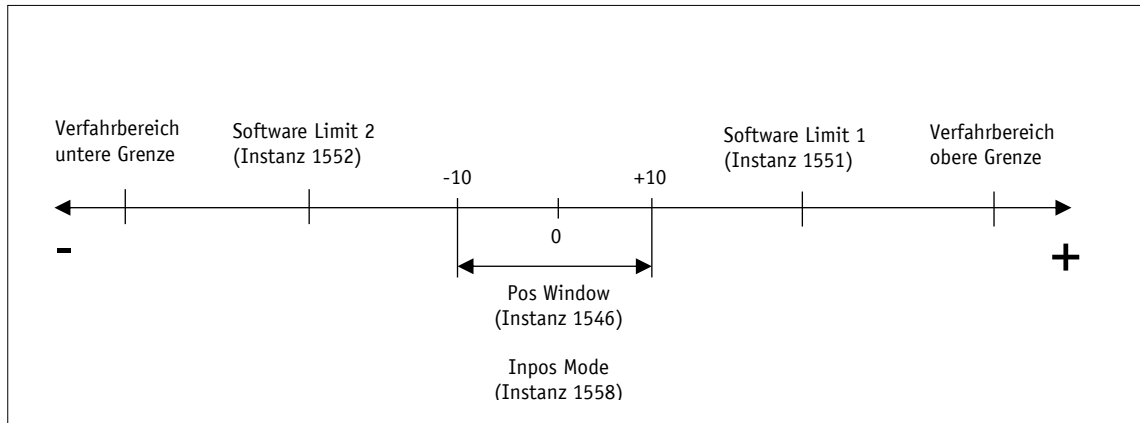 Verfahrbereich
untere Grenze
Software Limit 2
(Instanz 1552)
Software Limit 1
(Instanz 1551)
Verfahrbereich
obere Grenze
-10
+10
0
-
+
Pos Window
(Instanz 1546)
Inpos Mode
(Instanz 1558)